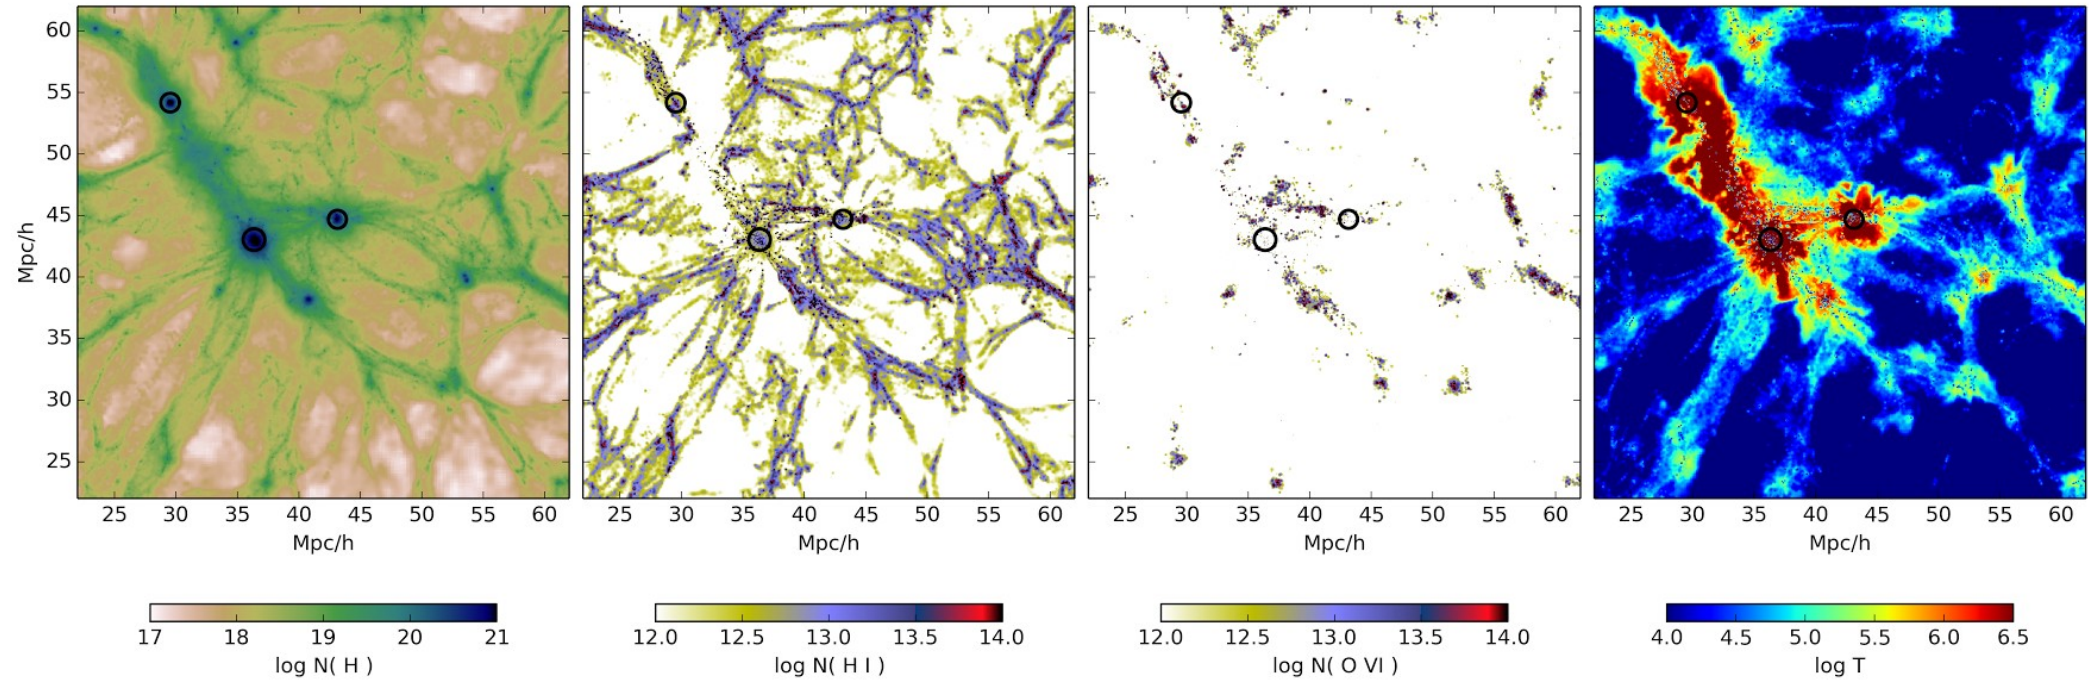 60
55
50
45
40
35
30
25
Mpc/h
25 30 35 40 45 50 55 60
25 30 35 40 45 50 55 60
25 30 35 40 45 50 55 60
25 30 35 40 45 50 55 60
Mpc/h
Mpc/h
Mpc/h
Mpc/h
17 18 19 20 21
12.0 12.5 13.0 13.5 14.0
12.0 12.5 13.0 13.5 14.0
4.0 4.5 5.0 5.5 6.0 6.5
log N( H )
log N( H I )
log N( O VI )
log T